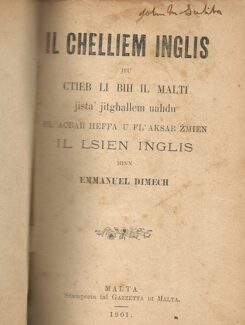 IL CHELLIEM INGLIS
JEU
CTIEB LI BIH IL MALTI
jista' jitghallem uahdu
BL'ACBAR HEFFA U FL'AKSAR ŻMIEN
IL LSIEN INGLIS
MINN
EMMANUEL DIMECH
MALTA
Stamperia tal GAZZETTA DI MALTA.
1901.